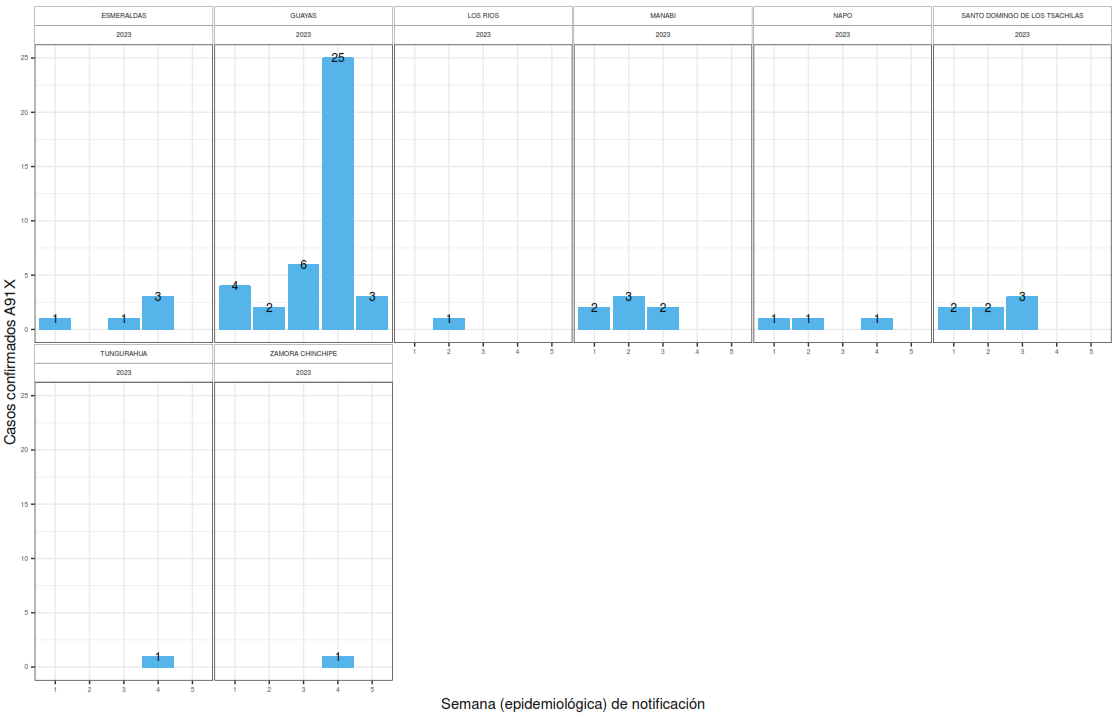 ESMERALDAS GUAYAS LOS RIOS MANABI NAPO SANTO DOMINGO DE LOS TSACHILAS
2023 2023 2023 2023 2023 2023
25
20
15
10
5
0
1 1 3
4 2 6 25 3
1
2 3 2
1 1 1
2 2 3
1 2 3 4 5 1 2 3 4 5 1 2 3 4 5 1 2 3 4 5
TUNGURAHUA ZAMORA CHINCHIPE
2023 2023
25
20
15
10
5
0
1
1
1 2 3 4 5 1 2 3 4 5
Casos confirmados A91X
Semana (epidemiológica) de notificación